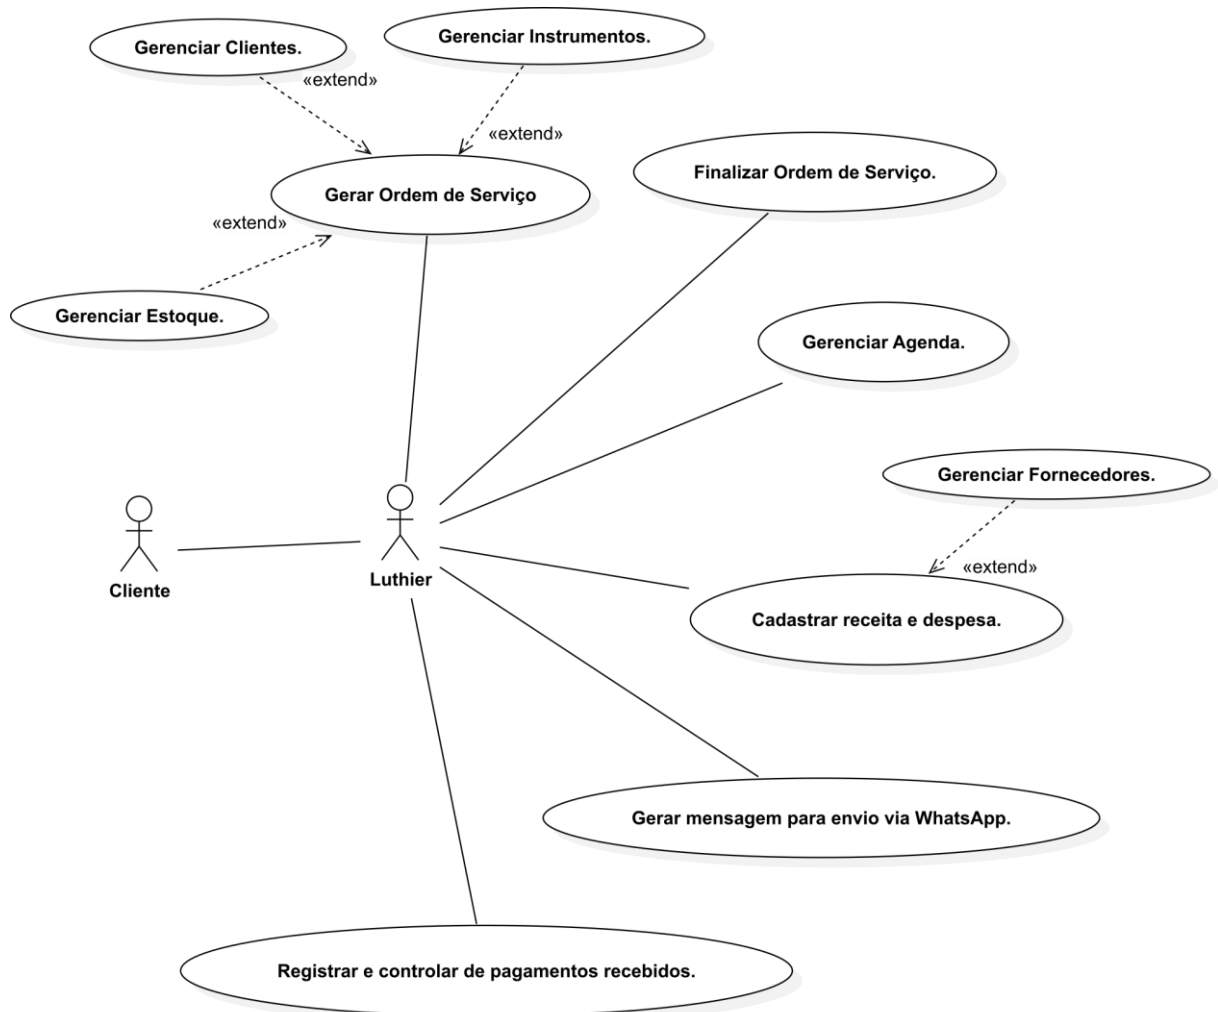 Gerenciar Clientes.
Gerenciar Instrumentos.
«extend»
«extend»
Gerar Ordem de Serviço
Finalizar Ordem de Serviço.
«extend»
Gerenciar Estoque.
Gerenciar Agenda.
Gerenciar Fornecedores.
«extend»
Cliente
Luthier
Cadastrar receita e despesa.
Gerar mensagem para envio via WhatsApp.
Registrar e controlar de pagamentos recebidos.